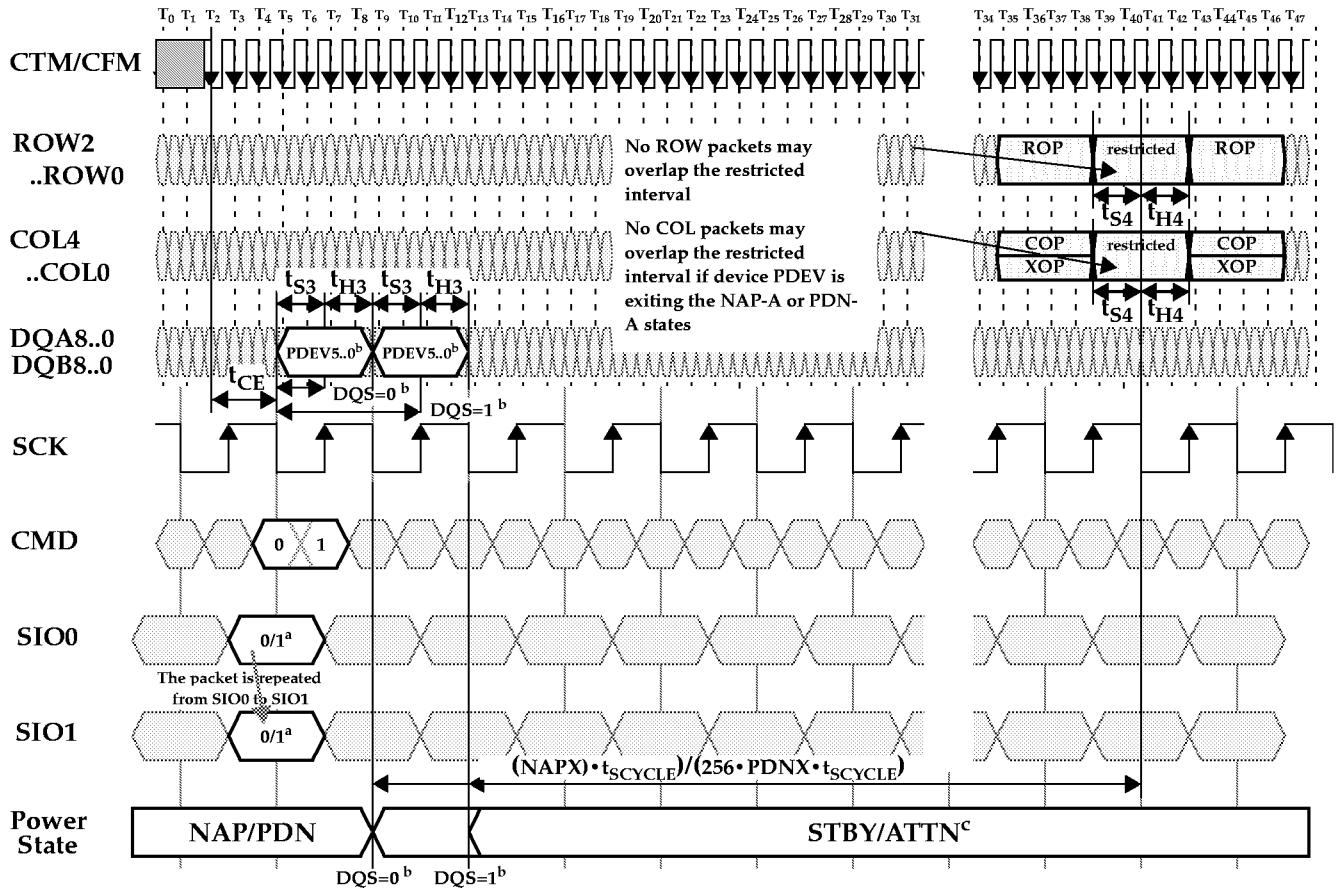 T0 T1 T2 T3 T4 T5 T6 T7 T8 T9 T10 T11 T12 T13 T14 T15 T16 T17 T18 T19 T20 T21 T22 T23 T24 T25 T26 T27 T28 T29 T30 T31 T34 T35 T36 T37 T38 T39 T40 T41 T42 T43 T44 T45 T46 T47
CTM/CFM
ROW2
..ROW0
No ROW packets may
overlap the restricted
interval
ROP restricted ROP
tS4 tH4
COL4
..COL0
No COL packets may
overlap the restricted
interval if device PDEV is
exiting the NAP-A or PDN-
A states
COP restricted COP
XOP XOP
tS4 tH4
tS3 tH3 tS3 tH3
DQA8..0
DQB8..0
PDEV5..0b PDEV5..0b
tCE
DQS=0 b
DQS=1 b
SCK
CMD
0 1
SIO0
0/1a
The packet is repeated
from SIO0 to SIO1
SIO1
0/1a
(NAPX)•tSCYCLE)/(256•PDNX•tSCYCLE)
Power
State
NAP/PDN
STBY/ATTNc
DQS=0 b DQS=1b